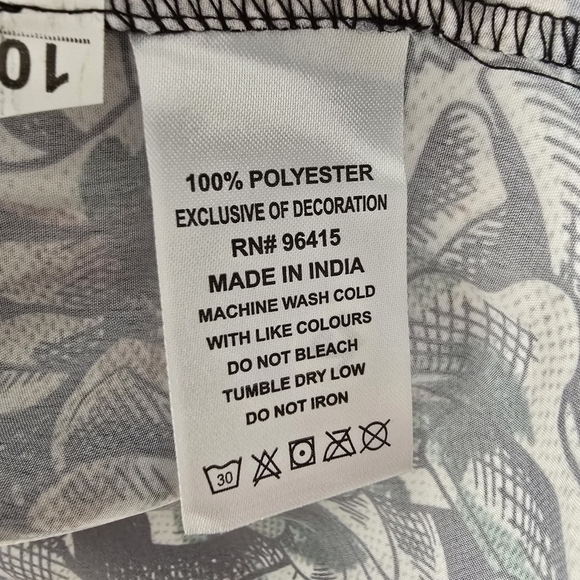 10
100% POLYESTER
EXCLUSIVE OF DECORATION
RN# 96415
MADE IN INDIA
MACHINE WASH COLD
WITH LIKE COLOURS
DO NOT BLEACH
TUMBLE DRY LOW
DO NOT IRON
30